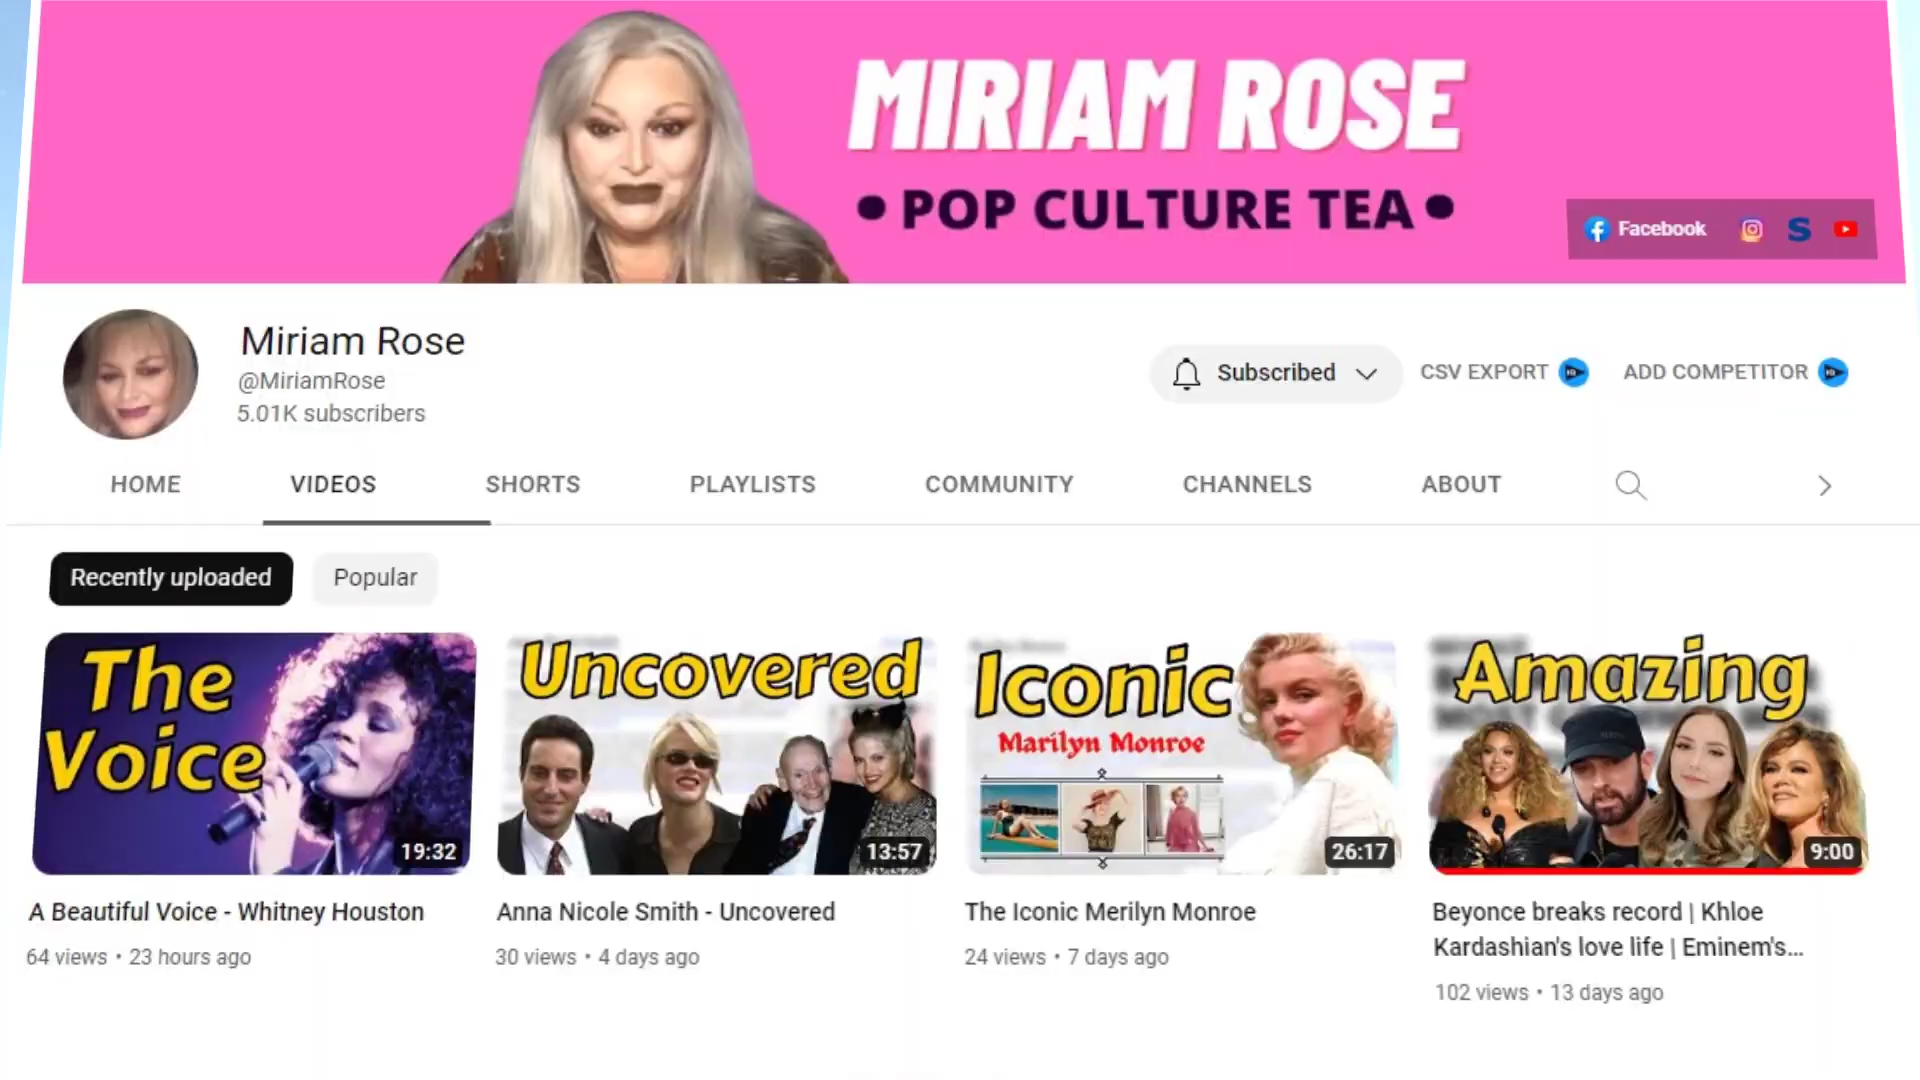 MIRIAM ROSE
• POP CULTURE TEA •
Facebook
Miriam Rose
@MiriamRose
5.01K subscribers
Subscribed
CSV EXPORT
ADD COMPETITOR
HOME
VIDEOS
SHORTS
PLAYLISTS
COMMUNITY
CHANNELS
ABOUT
Recently uploaded
Popular
The
Voice
19:32
A Beautiful Voice - Whitney Houston
64 views • 23 hours ago
Uncovered
13:57
Anna Nicole Smith - Uncovered
30 views • 4 days ago
Iconic
Marilyn Monroe
26:17
The Iconic Merilyn Monroe
24 views • 7 days ago
Amazing
9:00
Beyonce breaks record | Khloe
Kardashian's love life | Eminem's...
102 views • 13 days ago